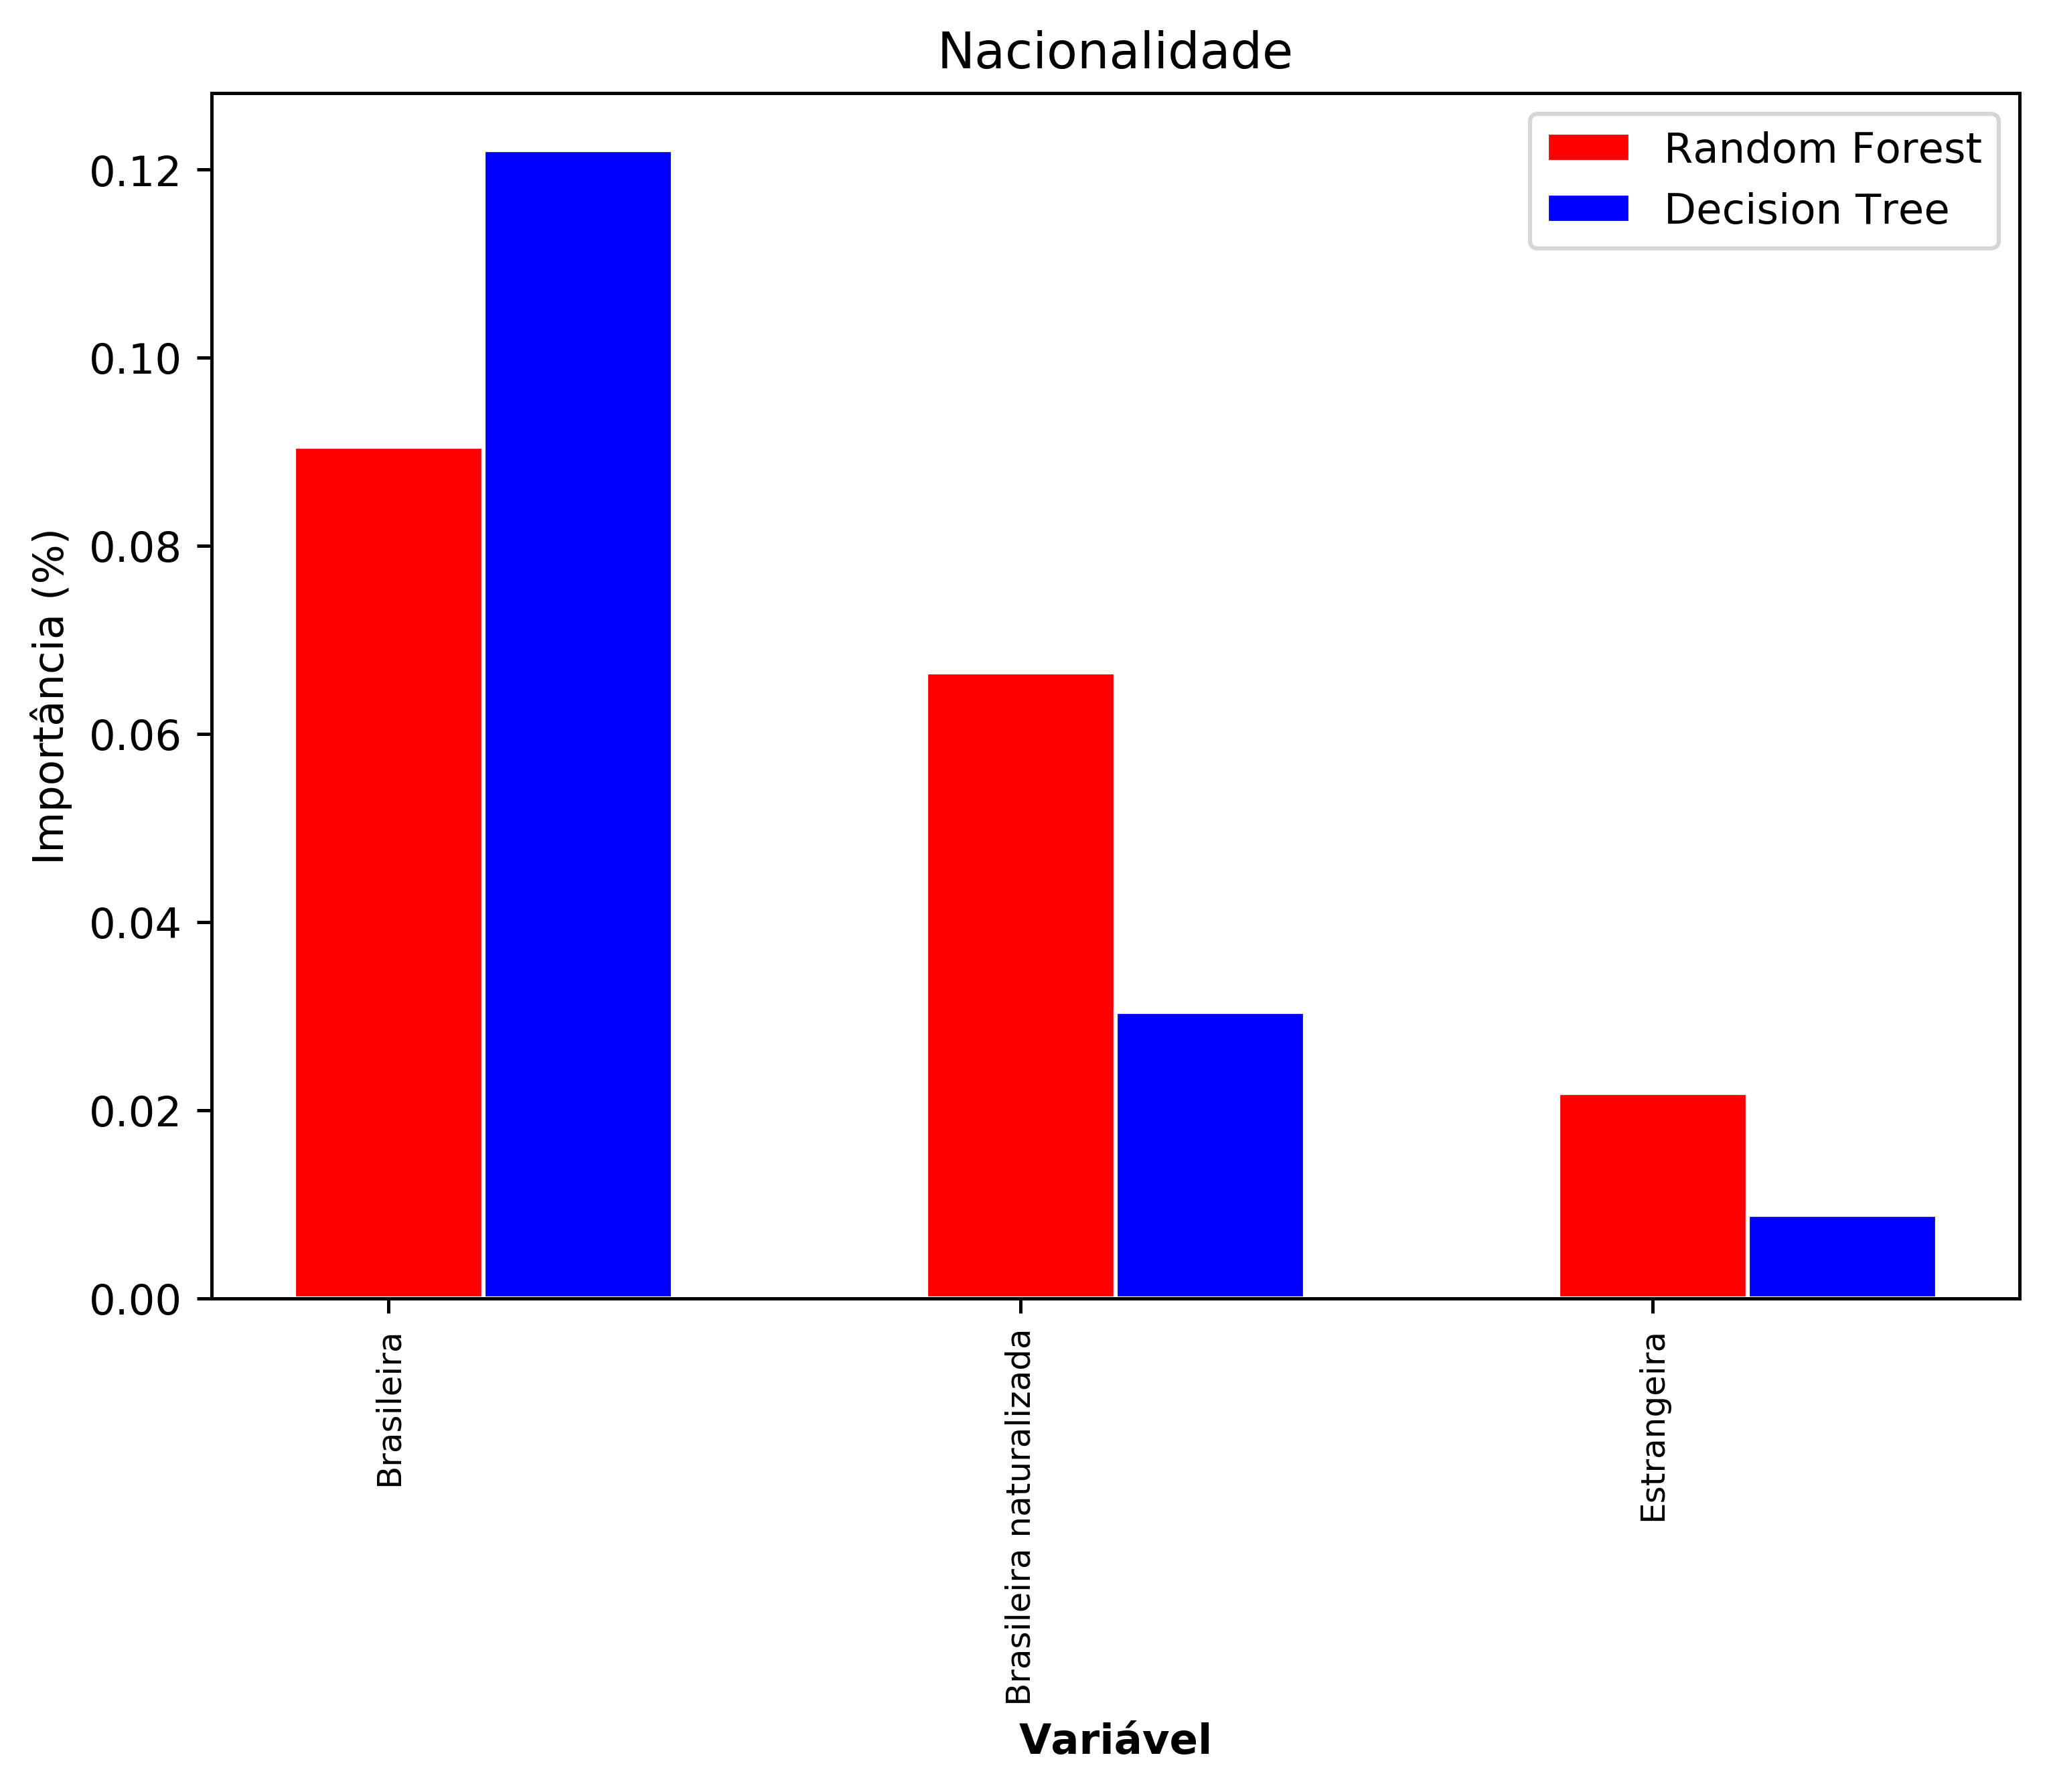 Nacionalidade
Random Forest
Decision Tree
Importância (%)
0.12
0.10
0.08
0.06
0.04
0.02
0.00
Brasileira
Brasileira naturalizada
Estrangeira
Variável